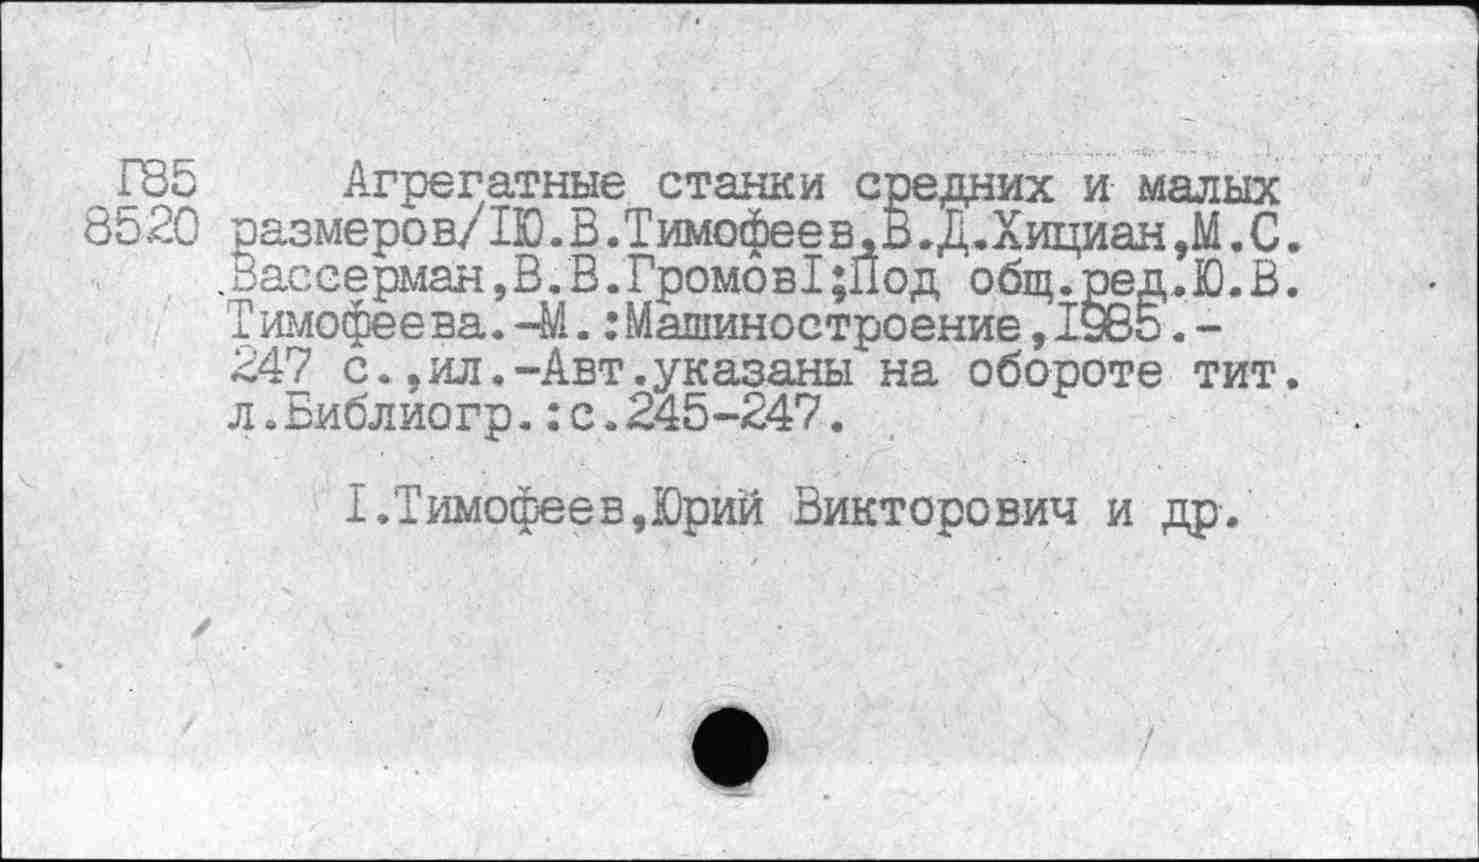 Г85 Агрегатные станки средних и малых
8520 размеров/IЮ.В.Тимофеев,В.Д.Хициан,М.С.
Вассерман,В.В.ГромовI;Под общ.ред.Ю.В.
Тимофеева.-М.:Машиностроение,1985.-
247 с.,ил.-Авт.указаны на обороте тит.
л.Библиогр.:с.245-247.
I.Тимофеев,Юрий Викторович и др.